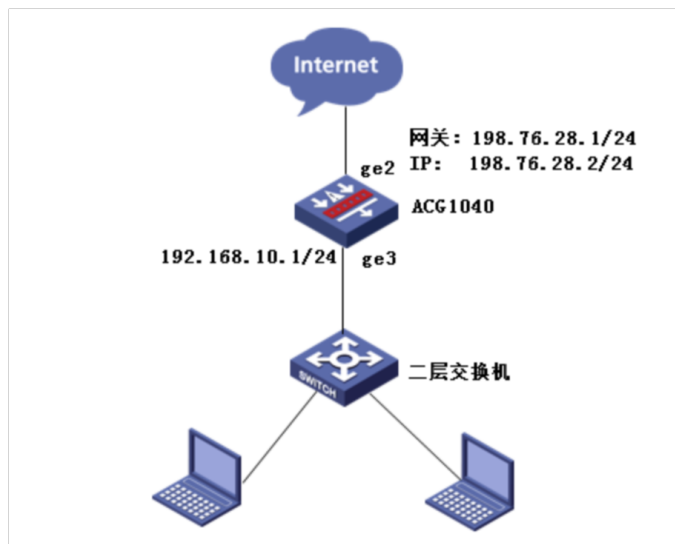 Internet
网关：198.76.28.1/24
ge2 IP： 198.76.28.2/24
ACG1040
192.168.10.1/24 ge3
SWITCH
二层交换机